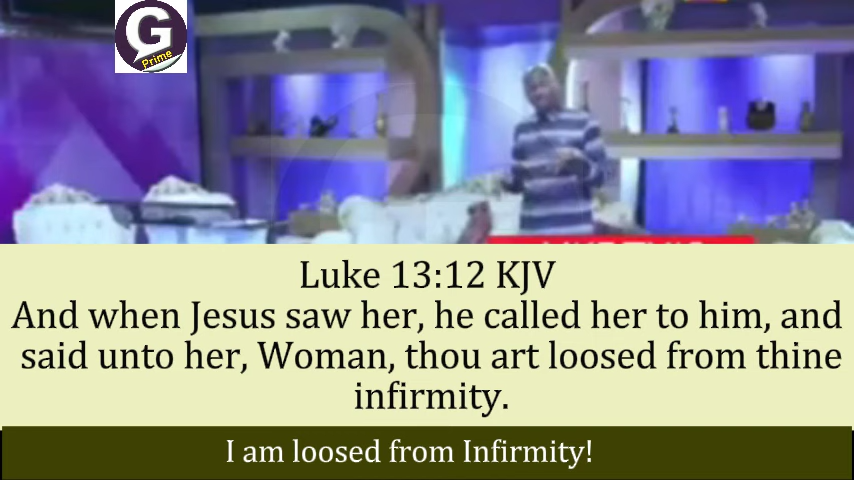 G
Prime
Luke 13:12 KJV
And when Jesus saw her, he called her to him, and
said unto her, Woman, thou art loosed from thine
infirmity.
I am loosed from Infirmity!